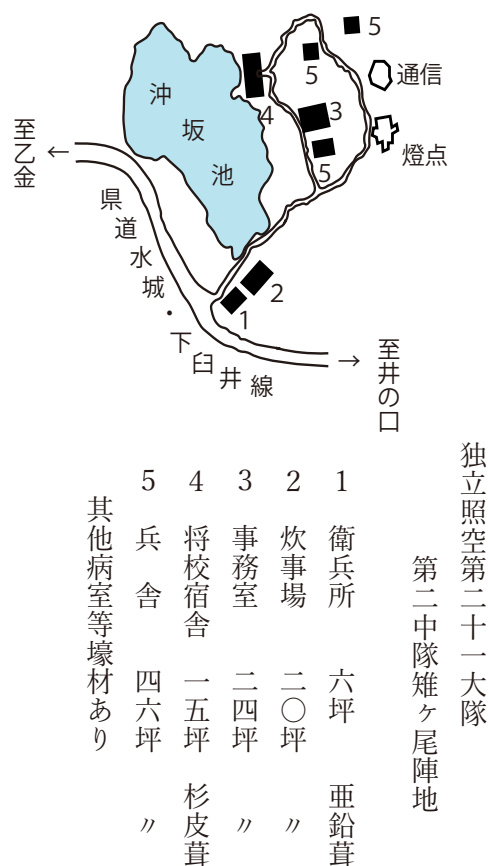 5
5
通信
4
3
燈点
5
沖坂池
至乙金
←
県道水城・下臼井線
2
1
→
至井の口
独立照空第二十一大隊
第二中隊雉ヶ尾陣地
1 衛兵所 六坪 亜鉛葺
2 炊事場 二〇坪 〃
3 事務室 二四坪 〃
4 将校宿舎 一五坪 杉皮葺
5 兵舎 四六坪 〃
其他病室等壕材あり